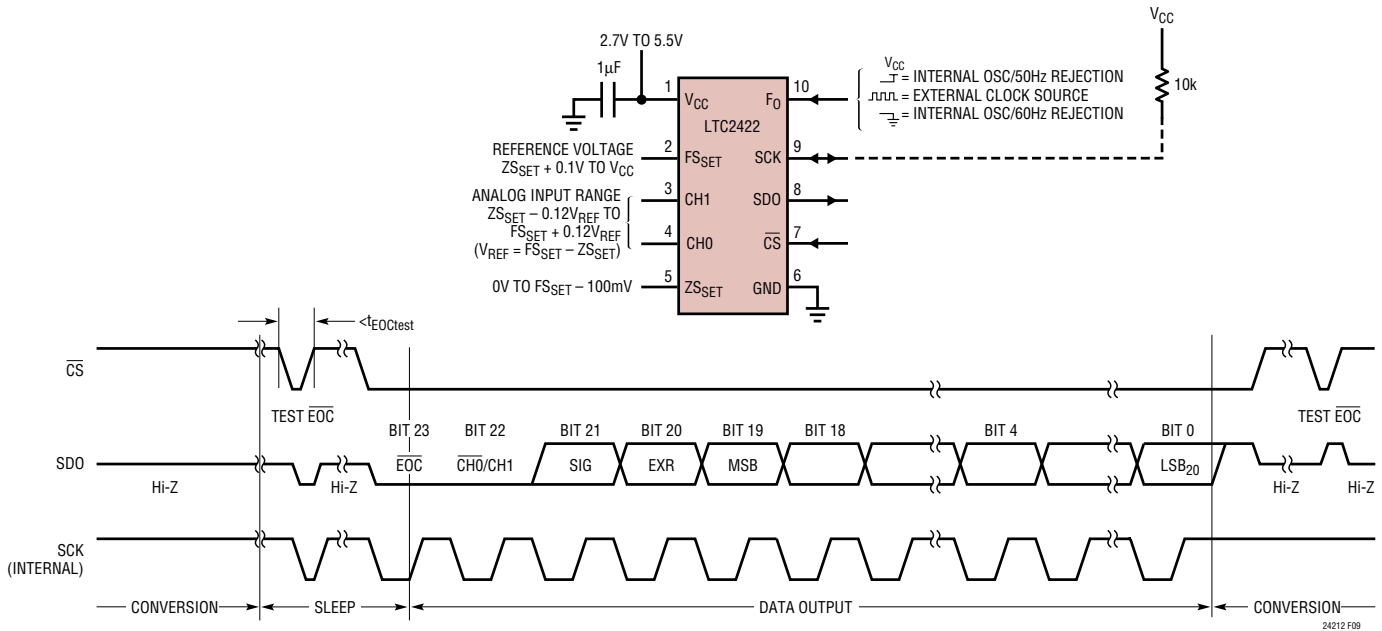 V_CC
2.7V TO 5.5V
1µF
10k
V_CC
= INTERNAL OSC/50Hz REJECTION
= EXTERNAL CLOCK SOURCE
= INTERNAL OSC/60Hz REJECTION
1
V_CC
F_O
10
LTC2422
REFERENCE VOLTAGE
ZS_SET + 0.1V TO V_CC
2
FS_SET
SCK
9
ANALOG INPUT RANGE
ZS_SET – 0.12V_REF TO
FS_SET + 0.12V_REF
(V_REF = FS_SET – ZS_SET)
3
CH1
SDO
8
4
CH0
CS
7
0V TO FS_SET – 100mV
5
ZS_SET
GND
6
<t_EOCtest
CS
TEST EOC
TEST EOC
BIT 23
BIT 22
BIT 21
BIT 20
BIT 19
BIT 18
BIT 4
BIT 0
SDO
EOC
CH0/CH1
SIG
EXR
MSB
LSB_20
Hi-Z
Hi-Z
Hi-Z
Hi-Z
SCK
(INTERNAL)
CONVERSION
SLEEP
DATA OUTPUT
CONVERSION
24212 F09